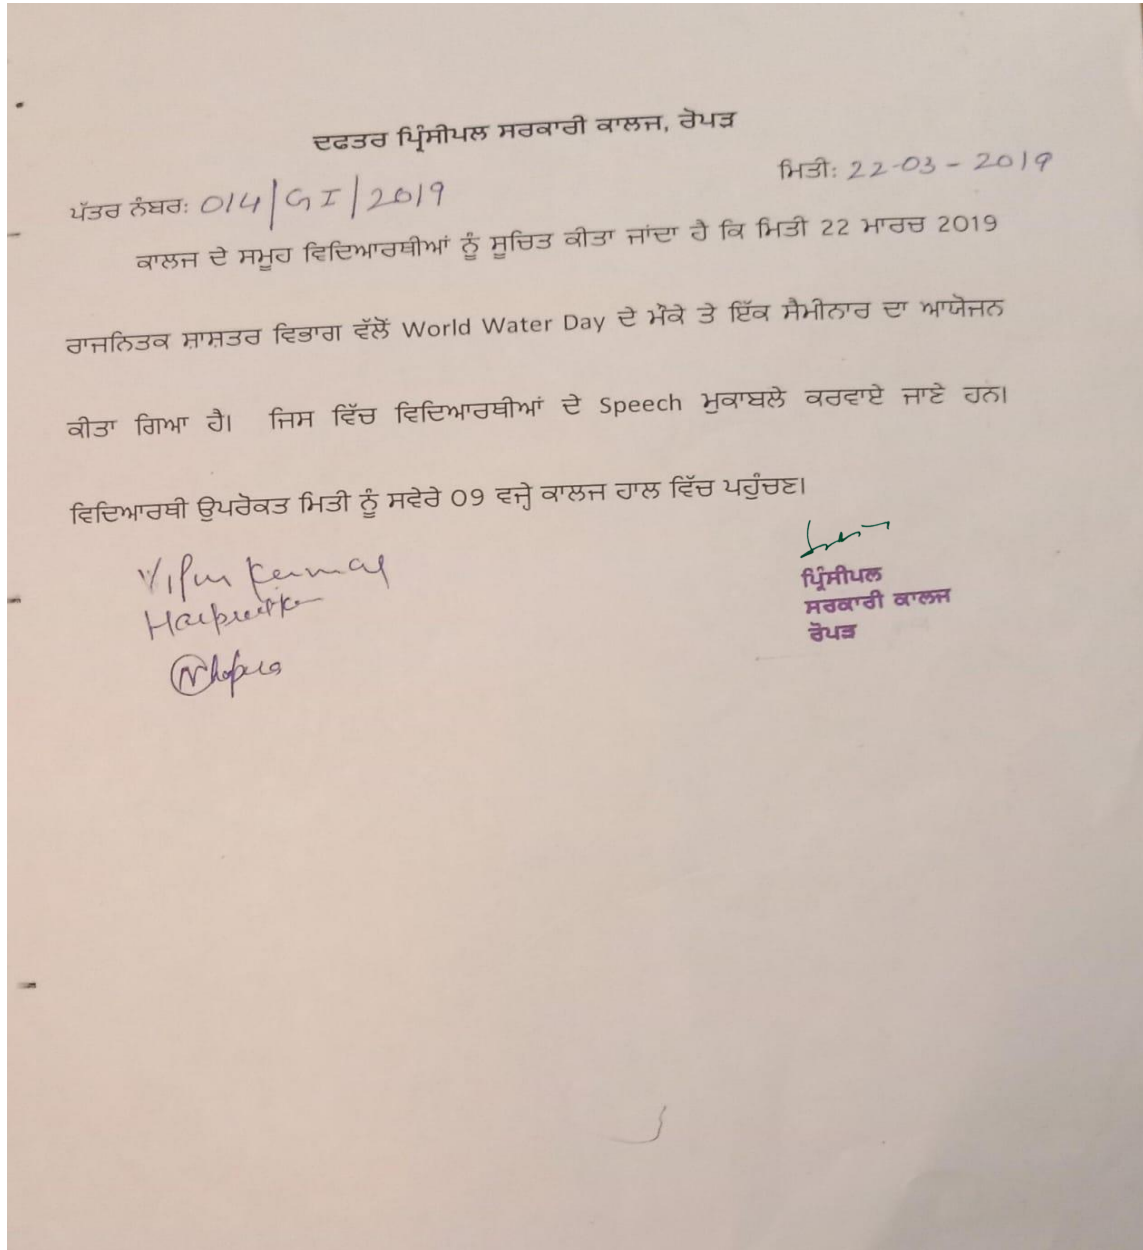 ਦਫਤਰ ਪ੍ਰਿੰਸੀਪਲ ਸਰਕਾਰੀ ਕਾਲਜ, ਰੋਪੜ
ਮਿਤੀ: 22-03-2019
ਪੱਤਰ ਨੰਬਰ: 014/GI/2019
ਕਾਲਜ ਦੇ ਸਮੂਹ ਵਿਦਿਆਰਥੀਆਂ ਨੂੰ ਸੂਚਿਤ ਕੀਤਾ ਜਾਂਦਾ ਹੈ ਕਿ ਮਿਤੀ 22 ਮਾਰਚ 2019
ਰਾਜਨਿਤਕ ਸ਼ਾਸ਼ਤਰ ਵਿਭਾਗ ਵੱਲੋਂ World Water Day ਦੇ ਮੌਕੇ ਤੇ ਇੱਕ ਸੈਮੀਨਾਰ ਦਾ ਆਯੋਜਨ
ਕੀਤਾ ਗਿਆ ਹੈ। ਜਿਸ ਵਿੱਚ ਵਿਦਿਆਰਥੀਆਂ ਦੇ Speech ਮੁਕਾਬਲੇ ਕਰਵਾਏ ਜਾਣੇ ਹਨ।
ਵਿਦਿਆਰਥੀ ਉਪਰੋਕਤ ਮਿਤੀ ਨੂੰ ਸਵੇਰੇ 09 ਵਜ੍ਹੇ ਕਾਲਜ ਹਾਲ ਵਿੱਚ ਪਹੁੰਚਣ।
ਪ੍ਰਿੰਸੀਪਲ
ਸਰਕਾਰੀ ਕਾਲਜ
ਰੋਪੜ